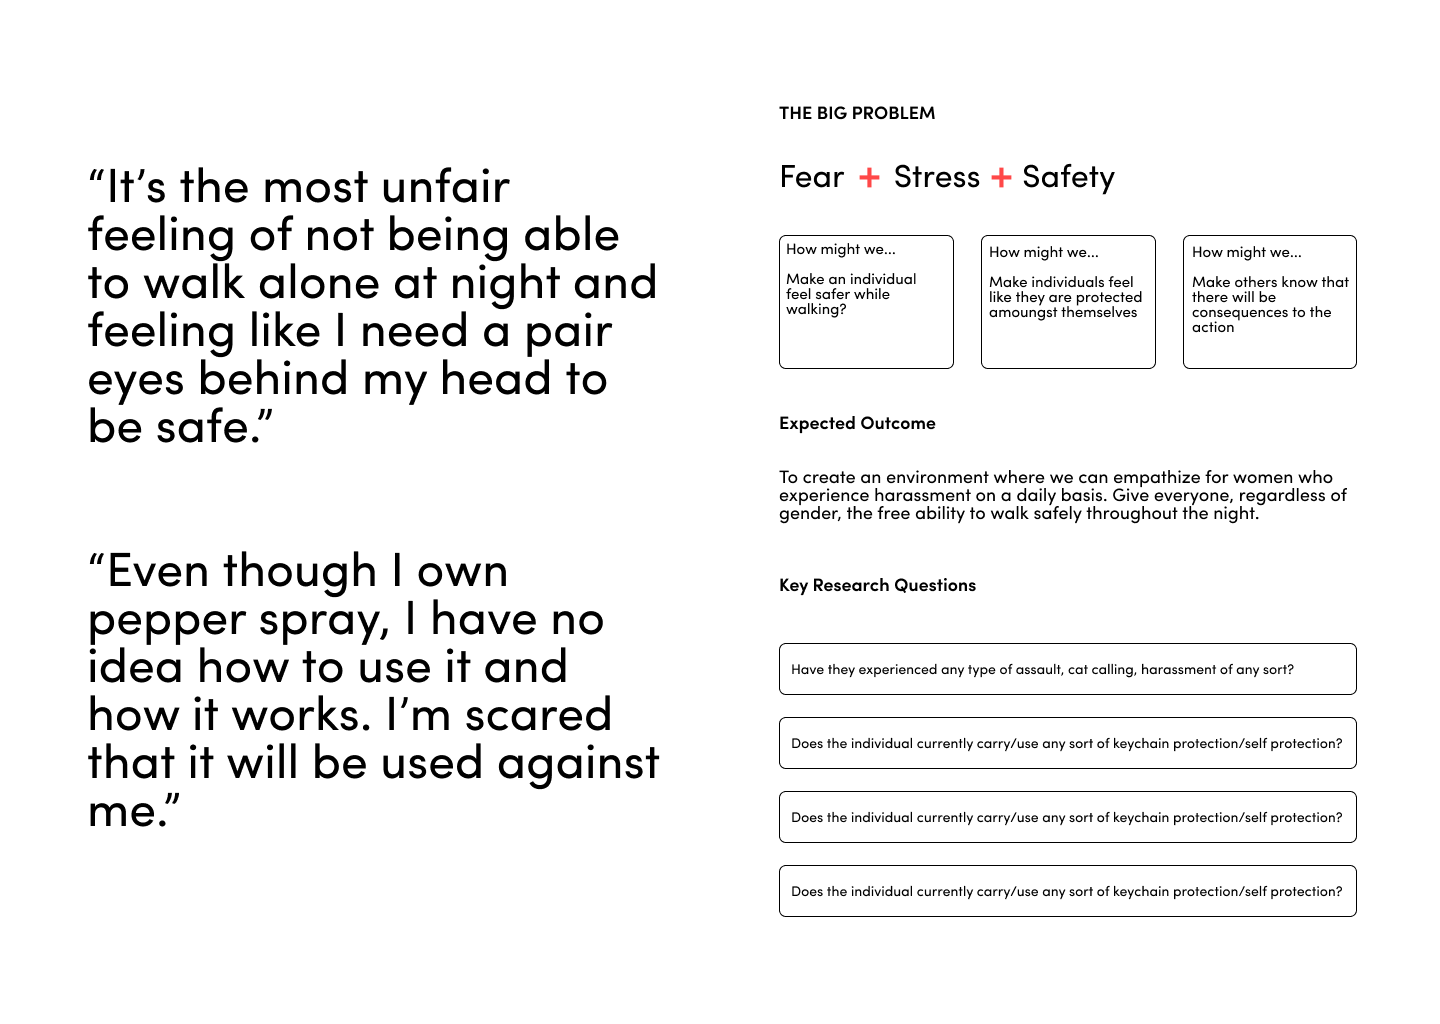 “It’s the most unfair
feeling of not being able
to walk alone at night and
feeling like I need a pair
eyes behind my head to
be safe.”
“Even though I own
pepper spray, I have no
idea how to use it and
how it works. I’m scared
that it will be used against
me.”
THE BIG PROBLEM
Fear + Stress + Safety
How might we...
Make an individual
feel safer while
walking?
How might we...
Make individuals feel
like they are protected
amoungst themselves
How might we...
Make others know that
there will be
consequences to the
action
Expected Outcome
To create an environment where we can empathize for women who
experience harassment on a daily basis. Give everyone, regardless of
gender, the free ability to walk safely throughout the night.
Key Research Questions
Have they experienced any type of assault, cat calling, harassment of any sort?
Does the individual currently carry/use any sort of keychain protection/self protection?
Does the individual currently carry/use any sort of keychain protection/self protection?
Does the individual currently carry/use any sort of keychain protection/self protection?